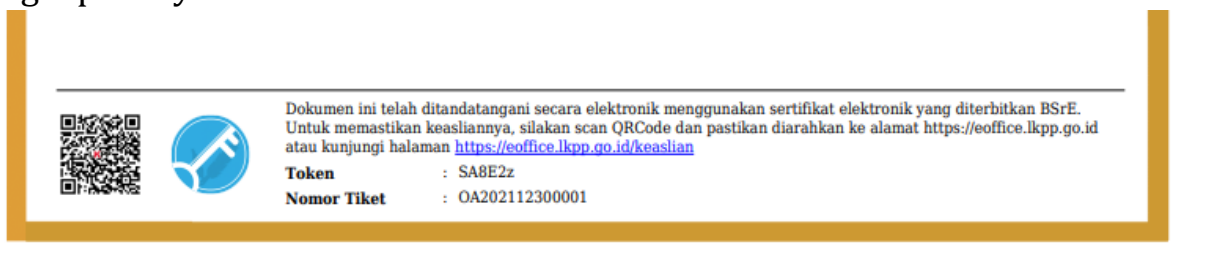 Dokumen ini telah ditandatangani secara elektronik menggunakan sertifikat elektronik yang diterbitkan BSrE.
Untuk memastikan keasliannya, silakan scan QRCode dan pastikan diarahkan ke alamat https://eoffice.lkpp.go.id
atau kunjungi halaman https://eoffice.lkpp.go.id/keaslian
Token : SA8E2z
Nomor Tiket : OA202112300001